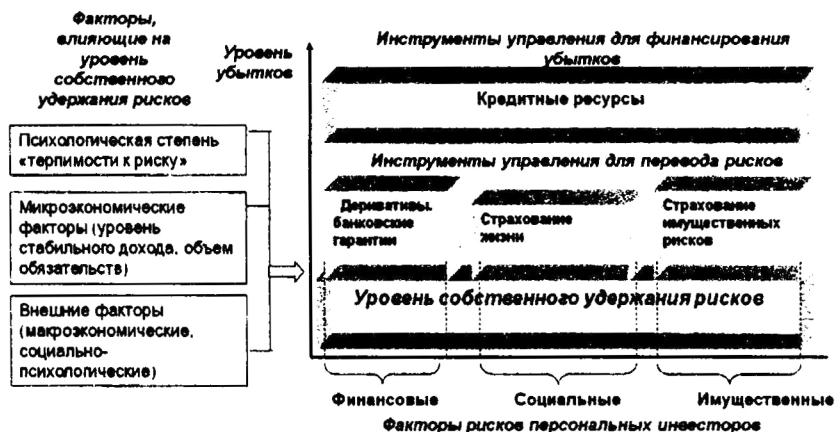 Факторы,
влияющие на
уровень
собственного
удержания рисков
Психологическая степень
«терпимости к риску»
Микроэкономические
факторы (уровень
стабильного дохода, объем
обязательств)
Внешние факторы
(макроэкономические,
социально-
психологические)
Уровень
убытков
Инструменты управления для финансирования
убытков
Кредитные ресурсы
Инструменты управления для перевода рисков
Деривативы,
банковские
гарантии
Страхование
жизни
Страхование
имущественных
рисков
Уровень собственного удержания рисков
Финансовые
Социальные
Имущественные
Факторы рисков персональных инвесторов